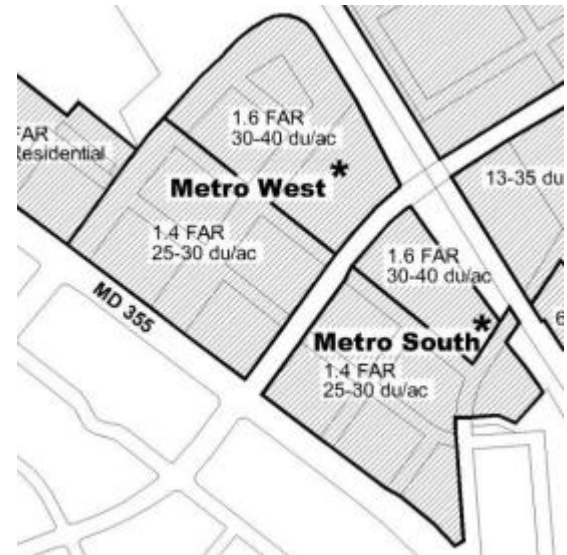 1.6 FAR
30-40 du/ac
FAR
Residential
Metro West *
13-35 du
1.4 FAR
25-30 du/ac
1.6 FAR
30-40 du/ac
MD 355
*
Metro South
6
1.4 FAR
25-30 du/ac